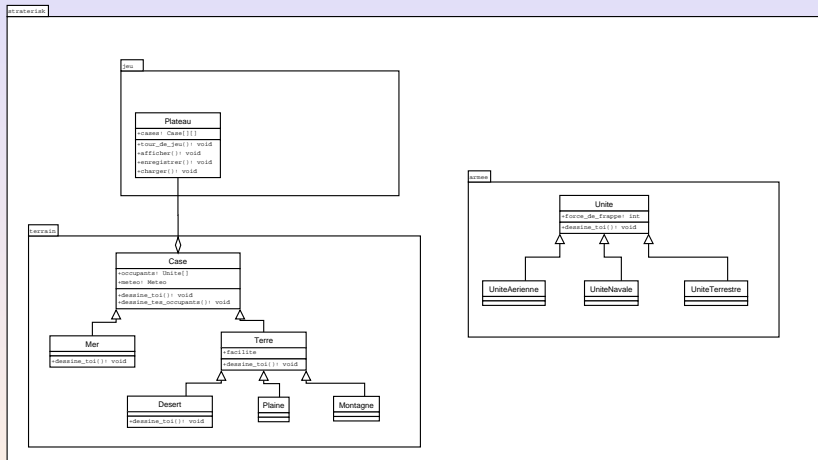 straterisk
jeu
Plateau
+cases: Case[][]
+tour_de_jeu(): void
+afficher(): void
+enregistrer(): void
+charger(): void
terrain
Case
+occupants: Unite[]
+meteo: Meteo
+dessine_toi(): void
+dessine_tes_occupants(): void
Mer
+dessine_toi(): void
Terre
+facilite
+dessine_toi(): void
Desert
+dessine_toi(): void
Plaine
Montagne
armee
Unite
+force_de_frappe: int
+dessine_toi(): void
UniteAerienne
UniteNavale
UniteTerrestre